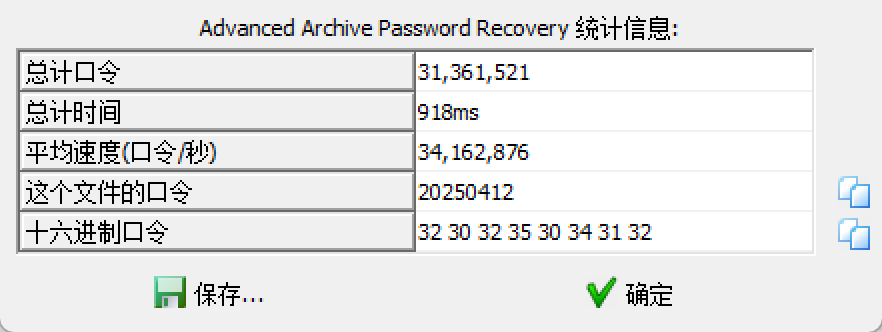 Advanced Archive Password Recovery 统计信息:
总计口令 31,361,521
总计时间 918ms
平均速度(口令/秒) 34,162,876
这个文件的口令 20250412
十六进制口令 32 30 32 35 30 34 31 32
保存... 确定